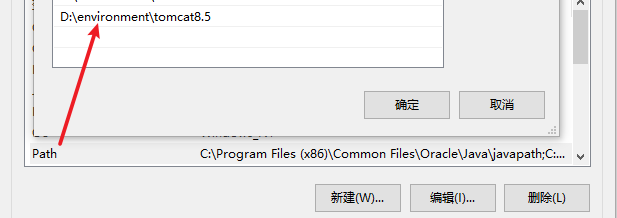 D:\environment\tomcat8.5
确定
取消
Path
C:\Program Files (x86)\Common Files\Oracle\Java\javapath;C:...
新建(W)...
编辑(I)...
删除(L)